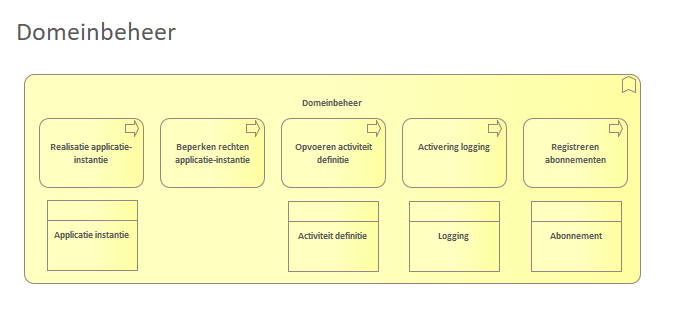 Domeinbeheer
Domeinbeheer
Realisatie applicatie-
instantie
Beperken rechten
applicatie-instantie
Opvoeren activiteit
definitie
Activering logging
Registreren
abonnementen
Applicatie instantie
Activiteit definitie
Logging
Abonnement